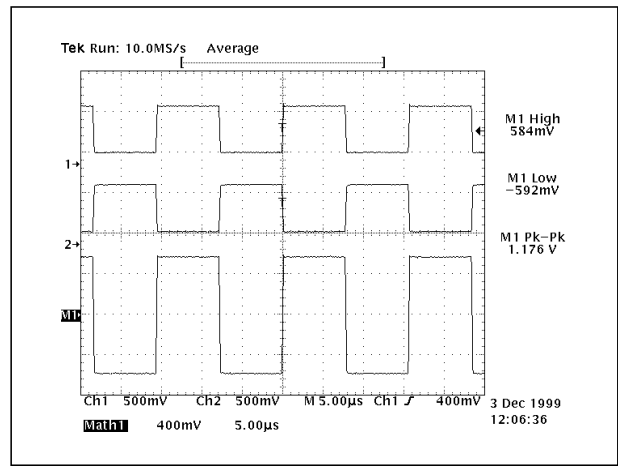 Tek Run: 10.0MS/s Average
M1 High
584mV
1→
M1 Low
−592mV
2→
M1 Pk−Pk
1.176 V
M1
Ch1 500mV Ch2 500mV M 5.00µs Ch1 400mV
Math1 400mV 5.00µs
3 Dec 1999
12:06:36